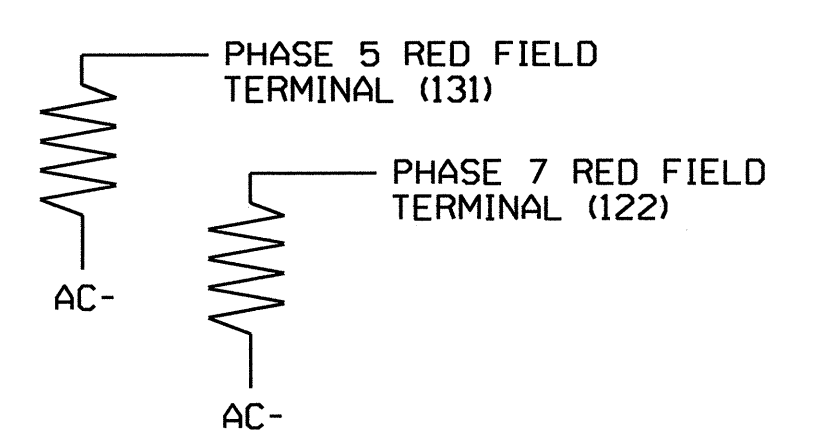 PHASE 5 RED FIELD
TERMINAL (131)
AC-
PHASE 7 RED FIELD
TERMINAL (122)
AC-